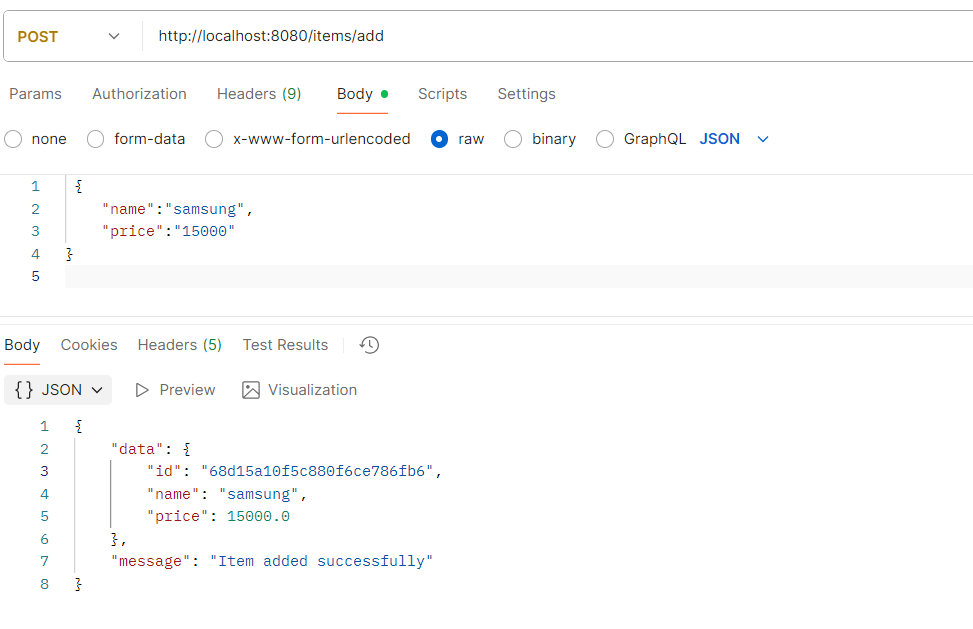 POST http://localhost:8080/items/add
Params Authorization Headers (9) Body Scripts Settings
none form-data x-www-form-urlencoded raw binary GraphQL JSON
1 {
2 "name":"samsung",
3 "price":"15000"
4 }
5
Body Cookies Headers (5) Test Results
{} JSON Preview Visualization
1 {
2 "data": {
3 "id": "68d15a10f5c880f6ce786fb6",
4 "name": "samsung",
5 "price": 15000.0
6 },
7 "message": "Item added successfully"
8 }